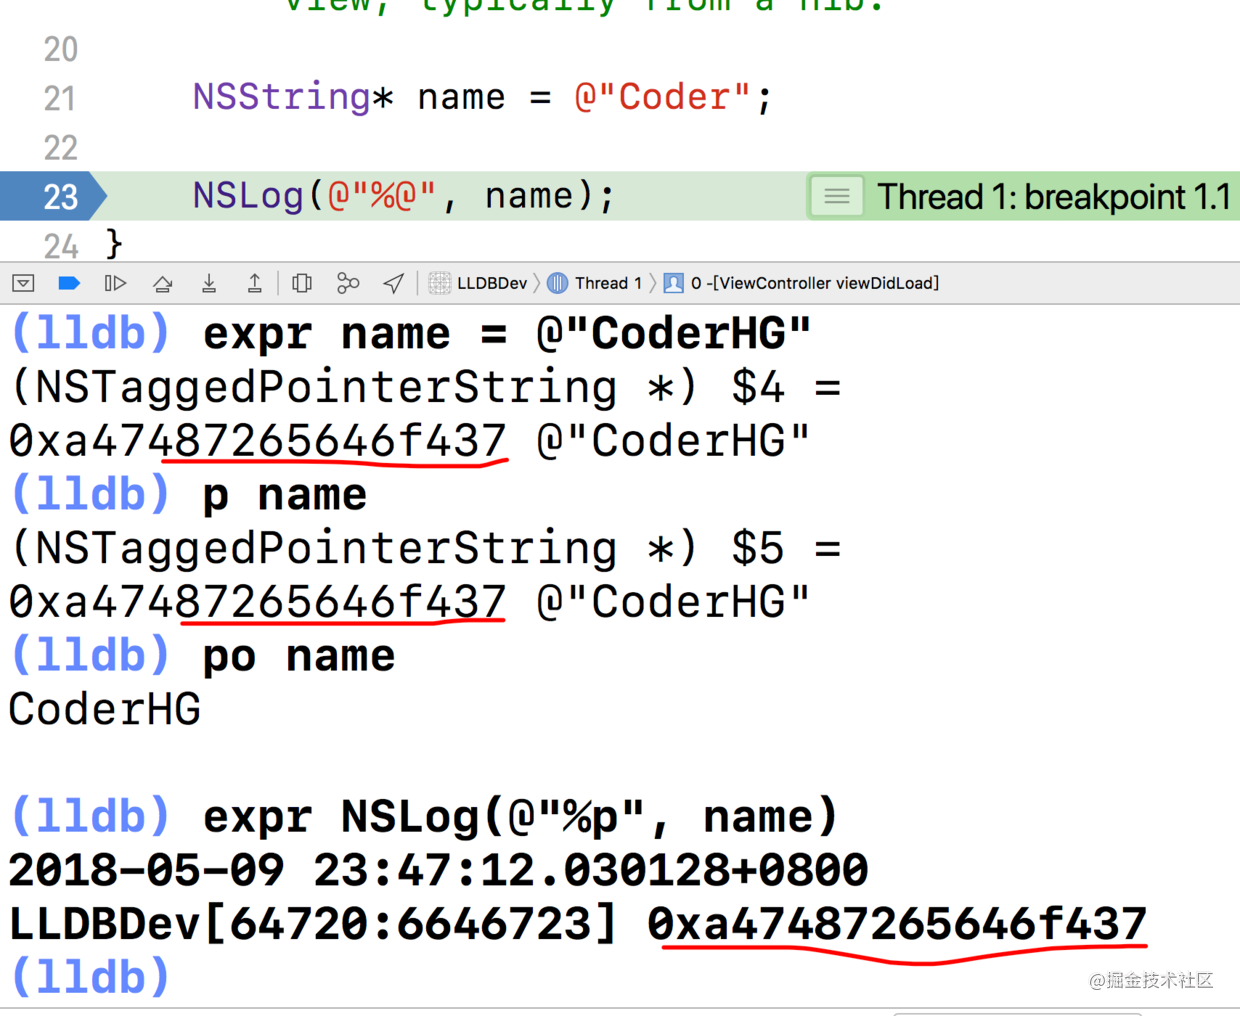 view, typically from a nib.
20
21 NSString* name = @"Coder";
22
23 NSLog(@"%@", name); Thread 1: breakpoint 1.1
24 }
LLDBDev Thread 1 0 -[ViewController viewDidLoad]
(lldb) expr name = @"CoderHG"
(NSTaggedPointerString *) $4 =
0xa47487265646f437 @"CoderHG"
(lldb) p name
(NSTaggedPointerString *) $5 =
0xa47487265646f437 @"CoderHG"
(lldb) po name
CoderHG
(lldb) expr NSLog(@"%p", name)
2018-05-09 23:47:12.030128+0800
LLDBDev[64720:6646723] 0xa47487265646f437
(lldb)
@掘金技术社区